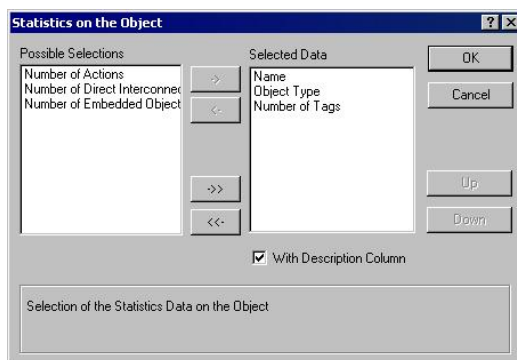 Statistics on the Object
Possible Selections
Number of Actions
Number of Direct Interconnec
Number of Embedded Object
->
<-
->>
<<-
Selected Data
Name
Object Type
Number of Tags
With Description Column
OK
Cancel
Up
Down
Selection of the Statistics Data on the Object